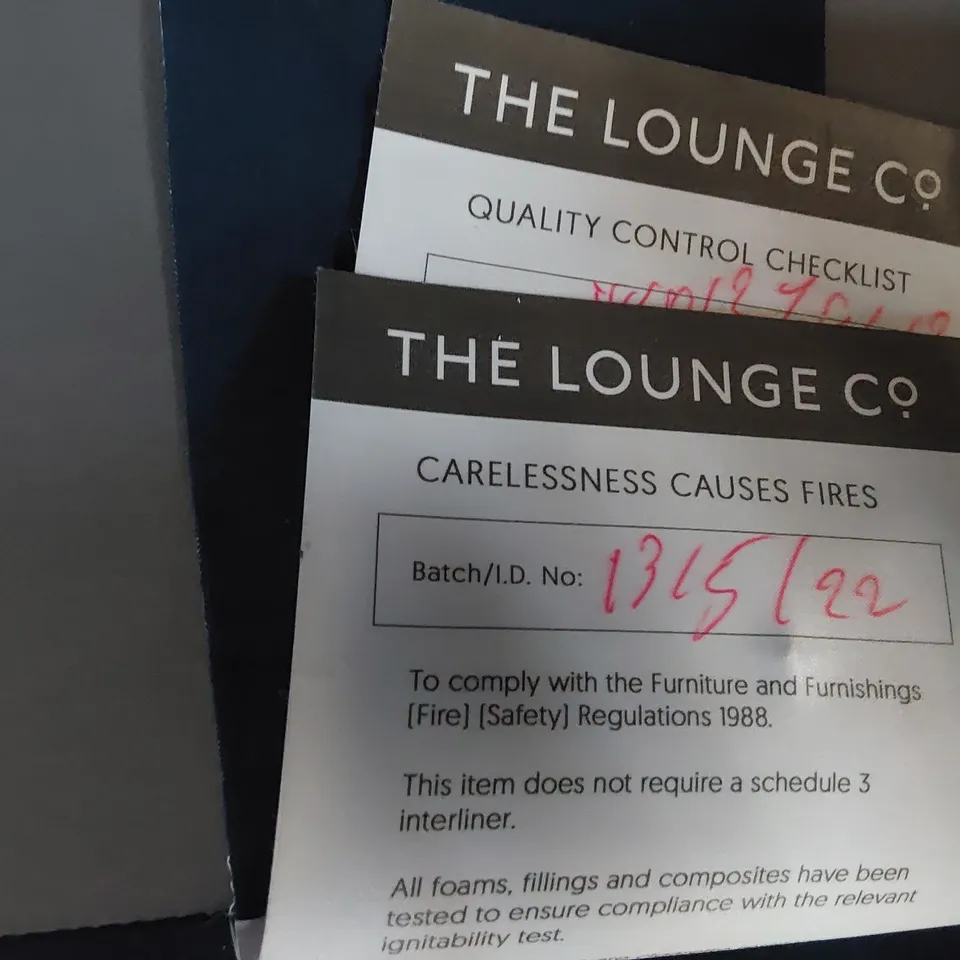 THE LOUNGE Cº
QUALITY CONTROL CHECKLIST
THE LOUNGE Cº
CARELESSNESS CAUSES FIRES
Batch/I.D. No: 13/5/22
To comply with the Furniture and Furnishings
[Fire] [Safety] Regulations 1988.
This item does not require a schedule 3
interliner.
All foams, fillings and composites have been
tested to ensure compliance with the relevant
ignitability test.